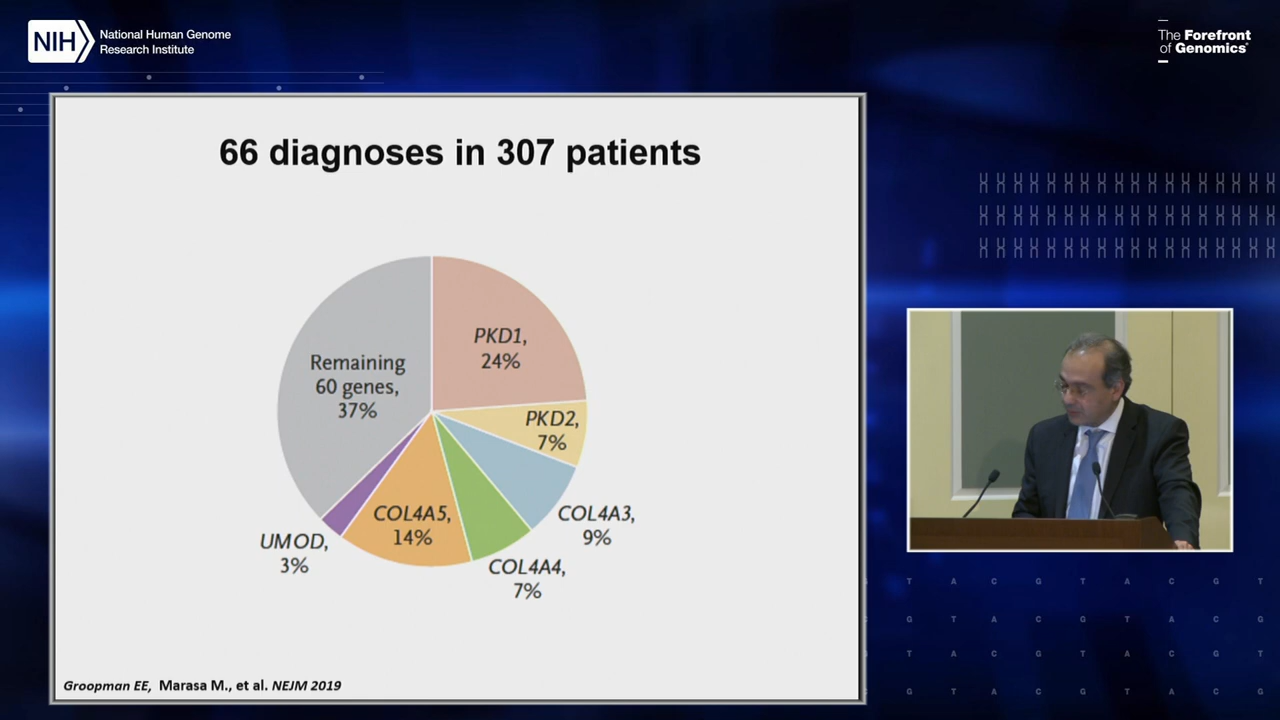 NIH
National Human Genome
Research Institute
The Forefront
of Genomics®
66 diagnoses in 307 patients
PKD1,
24%
PKD2,
7%
COL4A3,
9%
COL4A4,
7%
COL4A5,
14%
UMOD,
3%
Remaining
60 genes,
37%
Groopman EE, Marasa M., et al. NEJM 2019
T A C G T A C G T
G T A C G T A C G
T A C G T A C G T
G T A C G T A C G